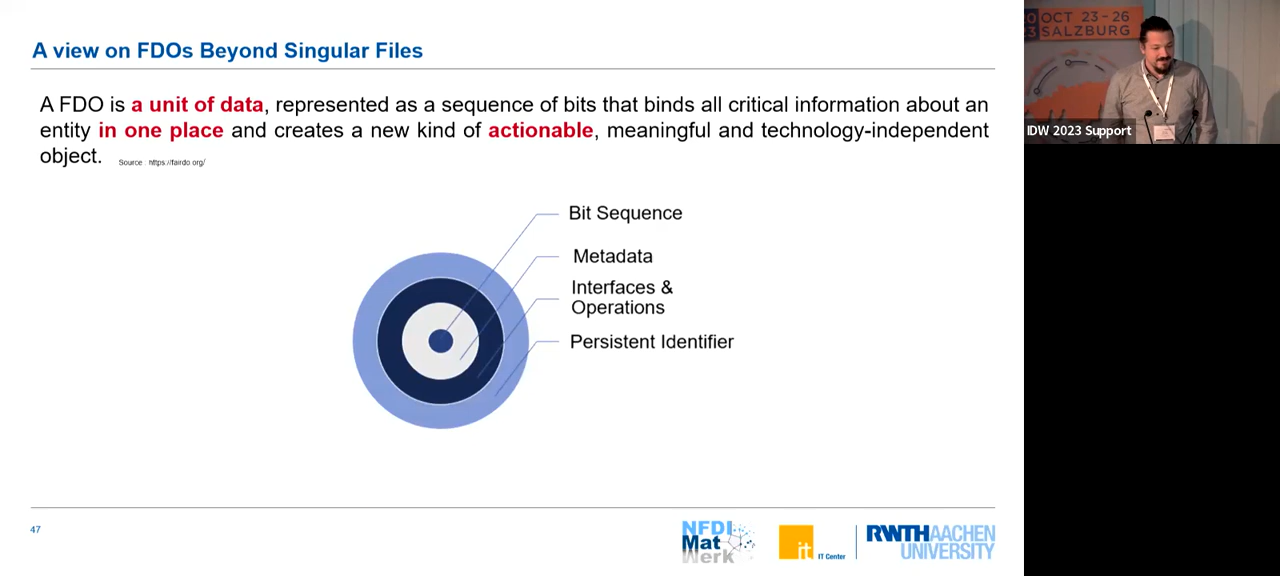 A view on FDOs Beyond Singular Files
A FDO is a unit of data, represented as a sequence of bits that binds all critical information about an
entity in one place and creates a new kind of actionable, meaningful and technology-independent
object. Source : https://fairdo.org/
Bit Sequence
Metadata
Interfaces &
Operations
Persistent Identifier
47
NFDI
Mat
Werk
it IT Center
RWTH AACHEN
UNIVERSITY
OCT 23-26
SALZBURG
IDW 2023 Support